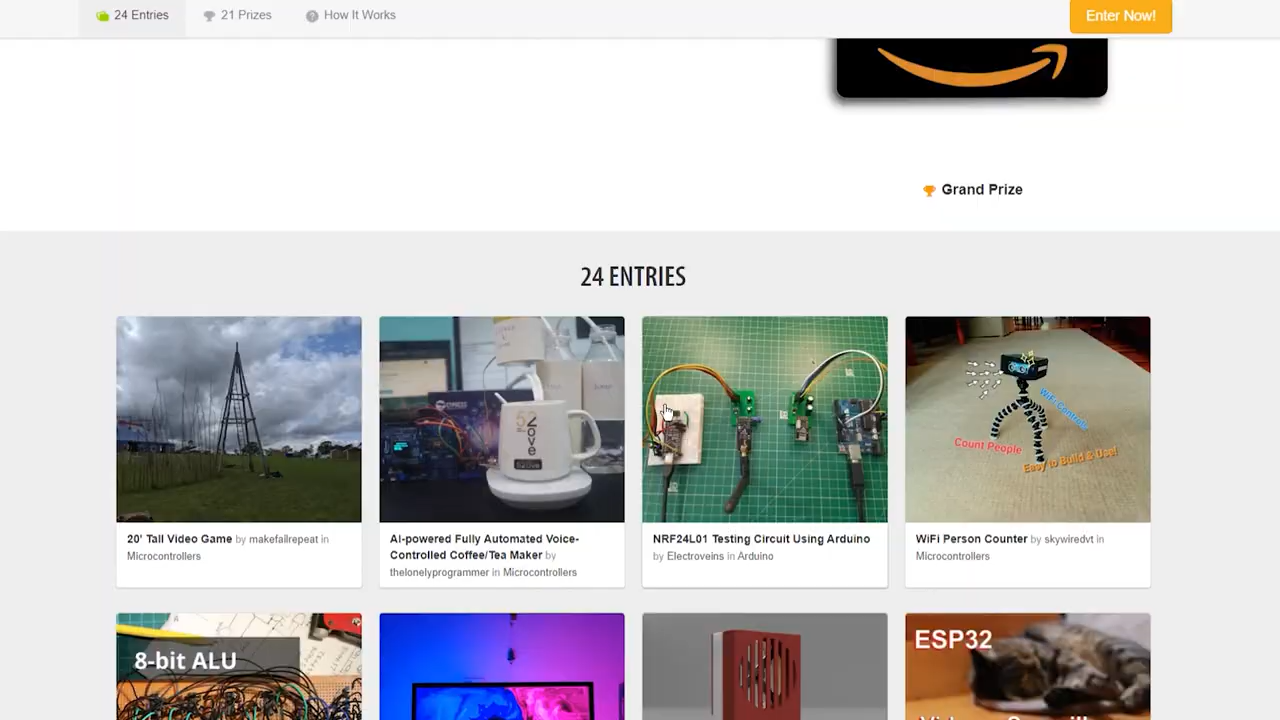 24 Entries
21 Prizes
How It Works
Enter Now!
Grand Prize
24 ENTRIES
52
ove
Count People
WiFi Controls
Easy to Build & Use!
20' Tall Video Game by makefailrepeat in
Microcontrollers
AI-powered Fully Automated Voice-
Controlled Coffee/Tea Maker by
thelonelyprogrammer in Microcontrollers
NRF24L01 Testing Circuit Using Arduino
by Electroveins in Arduino
WiFi Person Counter by skywiredvt in
Microcontrollers
8-bit ALU
ESP32